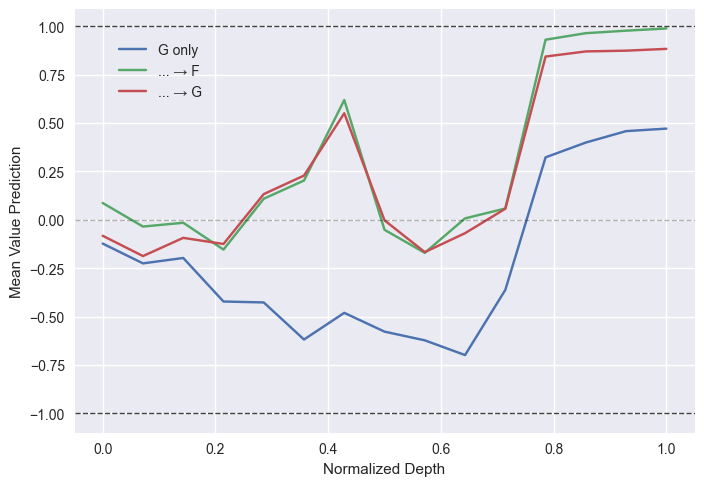 1.00
0.75
0.50
0.25
0.00
−0.25
−0.50
−0.75
−1.00
Mean Value Prediction
G only
... → F
... → G
0.0 0.2 0.4 0.6 0.8 1.0
Normalized Depth